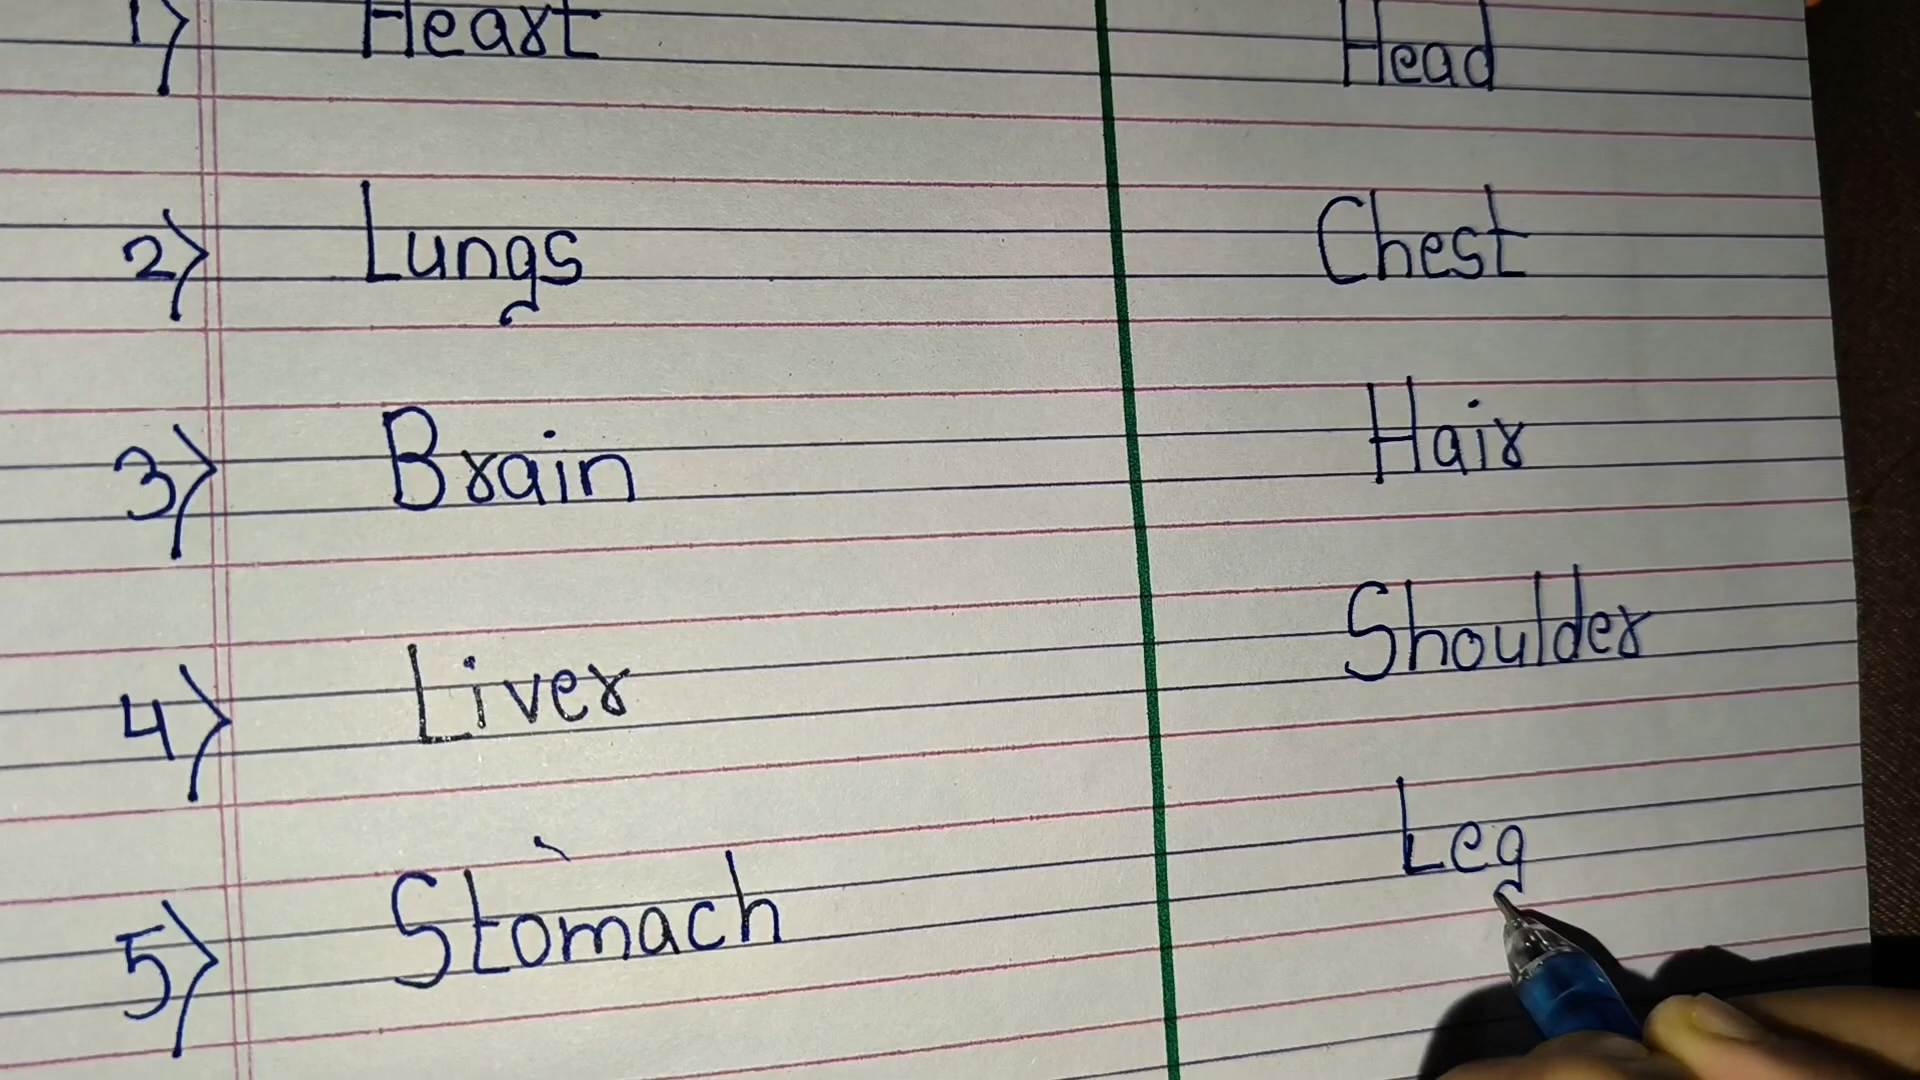 1) Heart Head
2) Lungs Chest
3) Brain Hair
4) Liver Shoulder
5) Stomach Leg